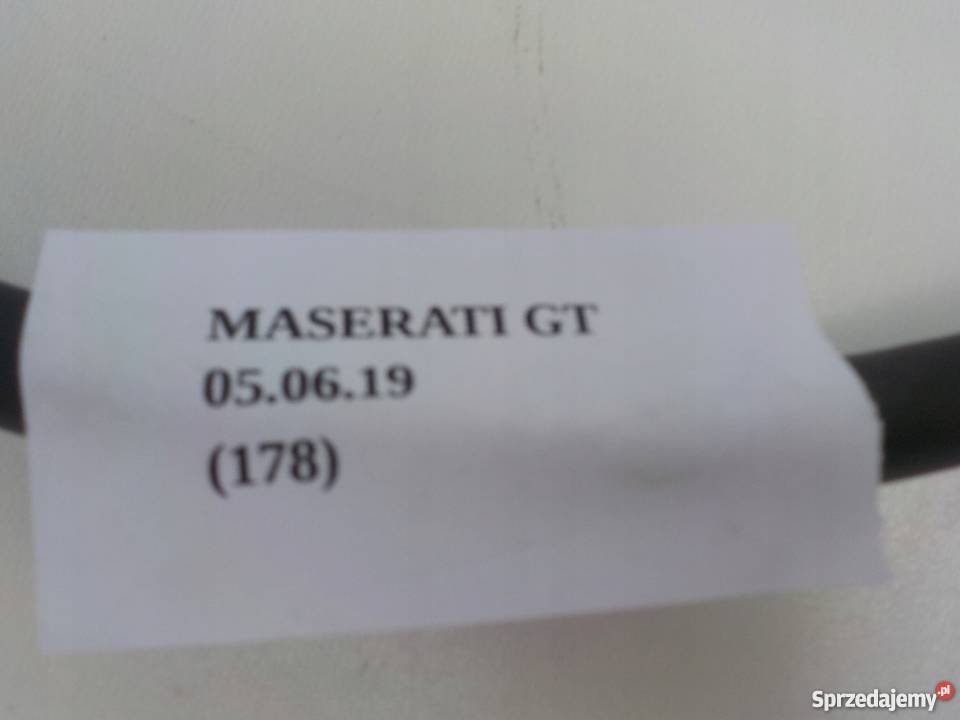 MASERATI GT
05.06.19
(178)
Sprzedajemy.pl